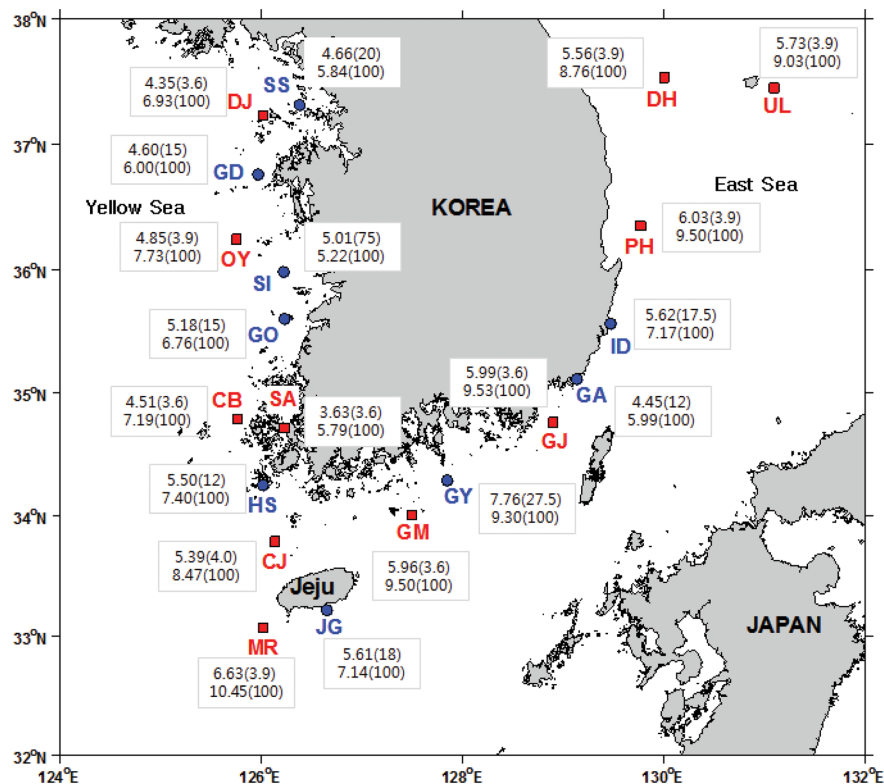 38°N
37°N
36°N
35°N
34°N
33°N
32°N
124°E
126°E
128°E
130°E
132°E
4.66(20)
5.84(100)
SS
4.35(3.6)
6.93(100)
DJ
5.56(3.9)
8.76(100)
DH
5.73(3.9)
9.03(100)
UL
4.60(15)
6.00(100)
GD
East Sea
Yellow Sea
KOREA
4.85(3.9)
7.73(100)
OY
5.01(75)
5.22(100)
SI
6.03(3.9)
9.50(100)
PH
5.18(15)
6.76(100)
GO
5.62(17.5)
7.17(100)
ID
5.99(3.6)
9.53(100)
GJ
GA
4.45(12)
5.99(100)
CB
4.51(3.6)
7.19(100)
SA
3.63(3.6)
5.79(100)
5.50(12)
7.40(100)
HS
GY
7.76(27.5)
9.30(100)
GM
5.96(3.6)
9.50(100)
CJ
5.39(4.0)
8.47(100)
Jeju
JG
5.61(18)
7.14(100)
MR
6.63(3.9)
10.45(100)
JAPAN